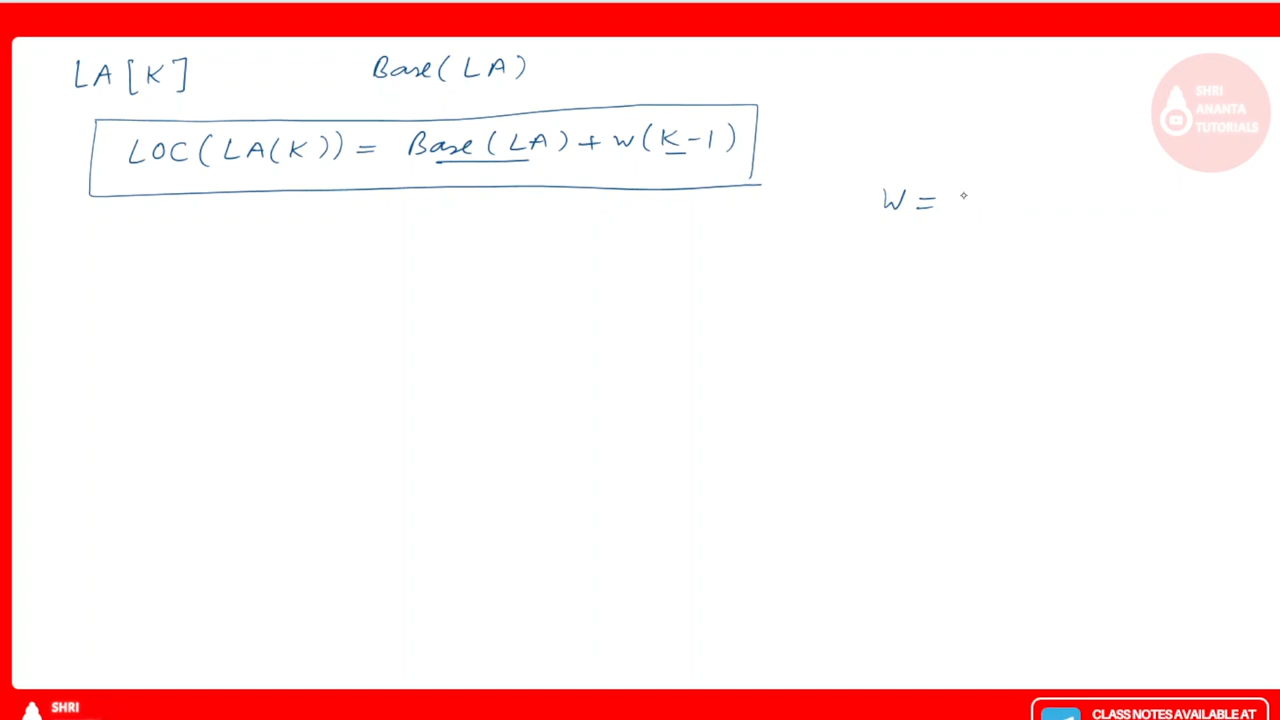 LA[K] Base(LA)
LOC(LA(K)) = Base(LA) + w(K-1)
W =
SHRI
ANANTA
TUTORIALS
SHRI
CLASS NOTES AVAILABLE AT